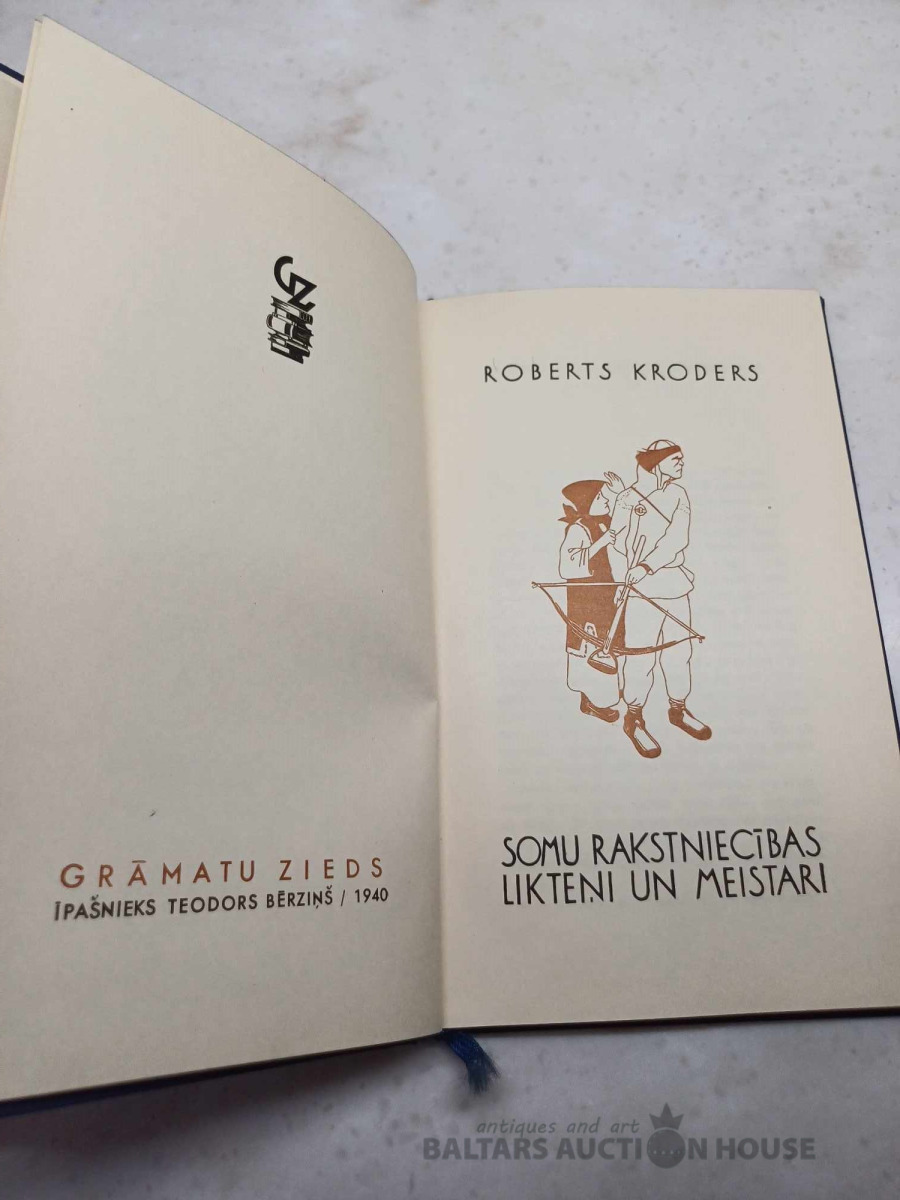 GZ
GRĀMATU ZIEDS
ĪPAŠNIEKS TEODORS BĒRZIŅŠ / 1940
ROBERTS KRODERS
SOMU RAKSTNIECĪBAS
LIKTEŅI UN MEISTARI
antiques and art
BALTARS AUCTION HOUSE